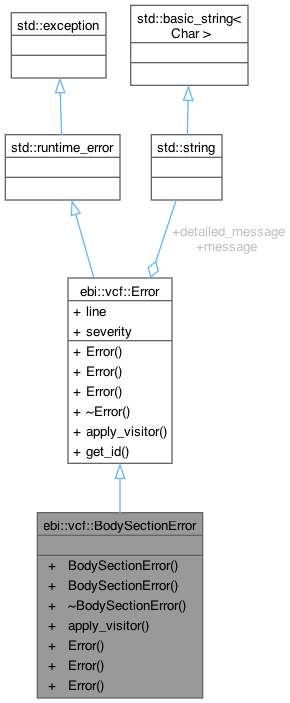 std::exception
std::basic_string<
Char >
std::runtime_error
std::string
+detailed_message
+message
ebi::vcf::Error
+ line
+ severity
+ Error()
+ Error()
+ Error()
+ ~Error()
+ apply_visitor()
+ get_id()
ebi::vcf::BodySectionError
+ BodySectionError()
+ BodySectionError()
+ ~BodySectionError()
+ apply_visitor()
+ Error()
+ Error()
+ Error()